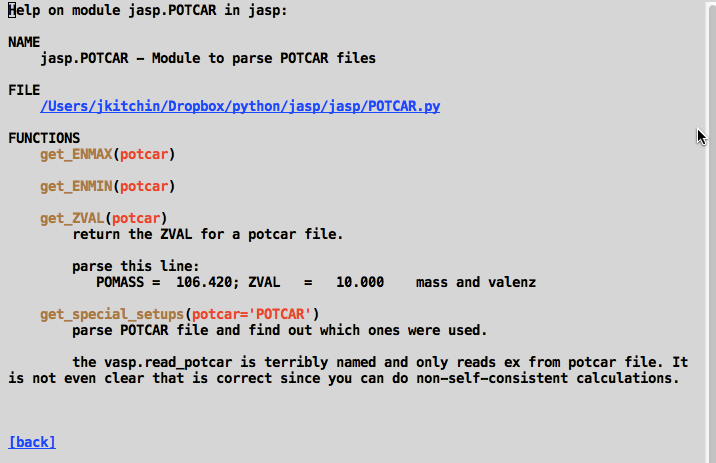 Help on module jasp.POTCAR in jasp:
NAME
jasp.POTCAR - Module to parse POTCAR files
FILE
/Users/jkitchin/Dropbox/python/jasp/jasp/POTCAR.py
FUNCTIONS
get_ENMAX(potcar)
get_ENMIN(potcar)
get_ZVAL(potcar)
return the ZVAL for a potcar file.
parse this line:
POMASS =  106.420; ZVAL   =   10.000    mass and valenz
get_special_setups(potcar='POTCAR')
parse POTCAR file and find out which ones were used.
the vasp.read_potcar is terribly named and only reads ex from potcar file. It
is not even clear that is correct since you can do non-self-consistent calculations.
[back]